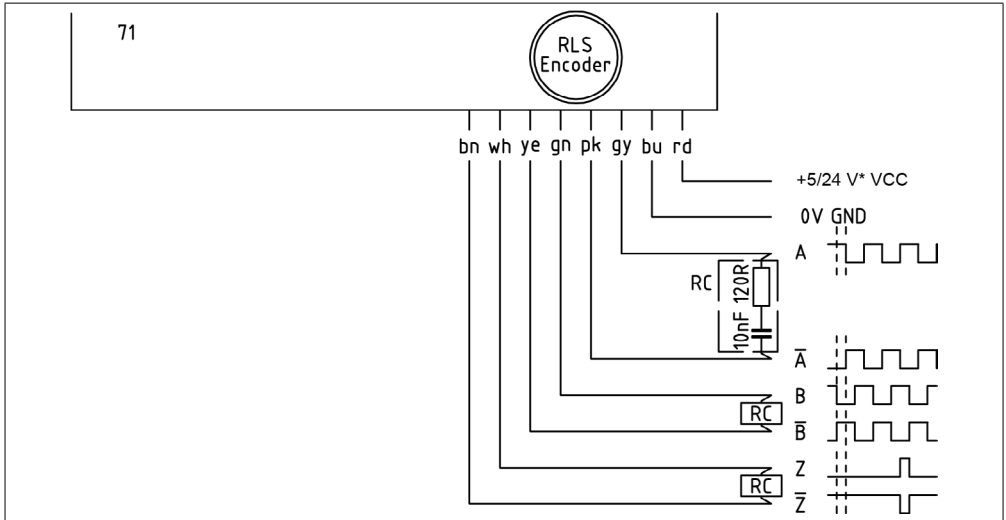 71
RLS
Encoder
bn wh ye gn pk gy bu rd
+5/24 V* VCC
0V GND
A
RC
120R
10nF
A̅
B
RC
B̅
Z
RC
Z̅